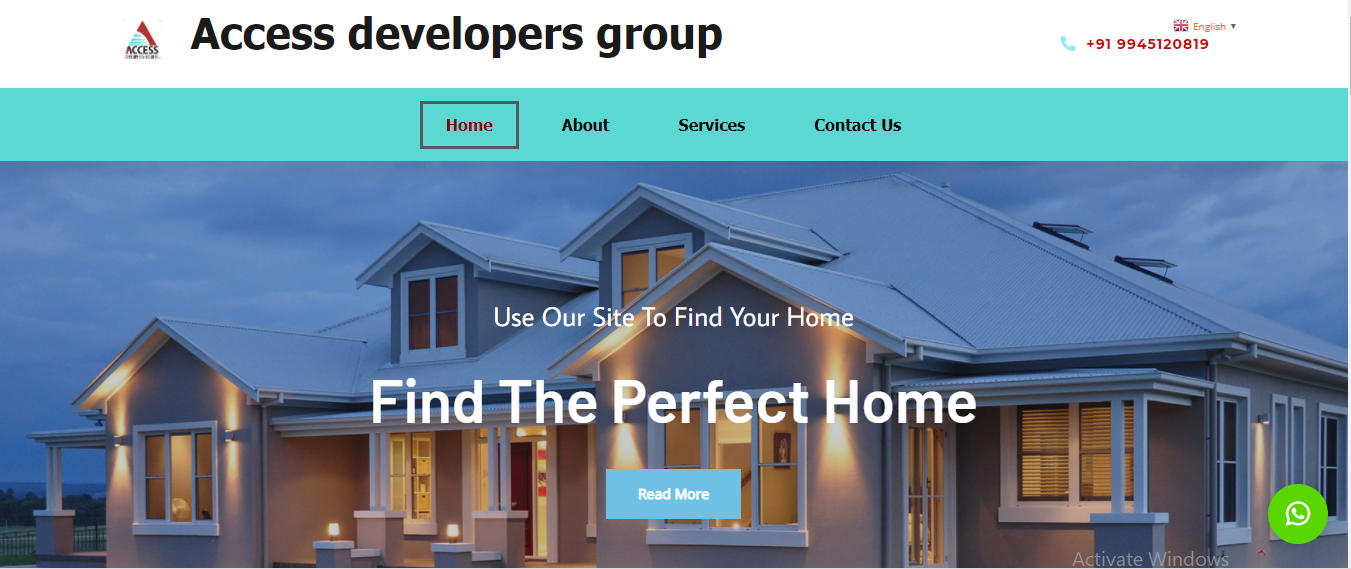 ACCESS
Access developers group
English ▼
+91 9945120819
Home
About
Services
Contact Us
Use Our Site To Find Your Home
Find The Perfect Home
Read More
Activate Windows